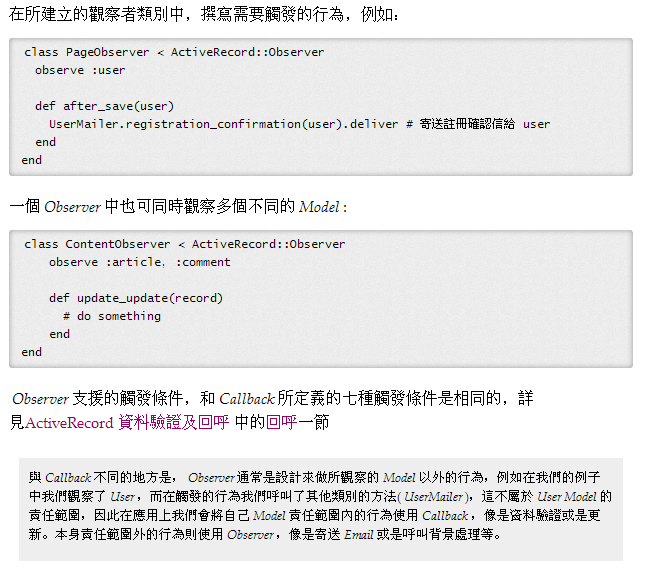 在所建立的觀察者類別中，撰寫需要觸發的行為，例如：
class PageObserver < ActiveRecord::Observer
observe :user
def after_save(user)
UserMailer.registration_confirmation(user).deliver # 寄送註冊確認信給 user
end
end
一個 Observer 中也可同時觀察多個不同的 Model :
class ContentObserver < ActiveRecord::Observer
observe :article, :comment
def update_update(record)
# do something
end
end
Observer 支援的觸發條件，和 Callback 所定義的七種觸發條件是相同的，詳
見ActiveRecord 資料驗證及回呼 中的回呼一節
與 Callback 不同的地方是， Observer 通常是設計來做所觀察的 Model 以外的行為，例如在我們的例子
中我們觀察了 User，而在觸發的行為我們呼叫了其他類別的方法( UserMailer )，這不屬於 User Model 的
責任範圍，因此在應用上我們會將自己 Model 責任範圍內的行為使用 Callback，像是資料驗證或是更
新。本身責任範圍外的行為則使用 Observer，像是寄送 Email 或是呼叫背景處理等。